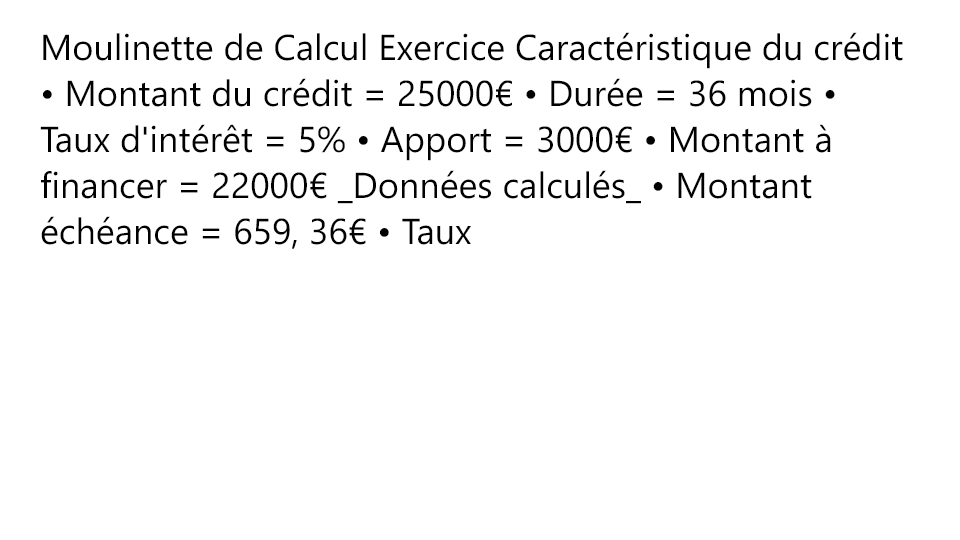 Moulinette de Calcul Exercice Caractéristique du crédit
• Montant du crédit = 25000€ • Durée = 36 mois •
Taux d'intérêt = 5% • Apport = 3000€ • Montant à
financer = 22000€ _Données calculés_ • Montant
échéance = 659, 36€ • Taux